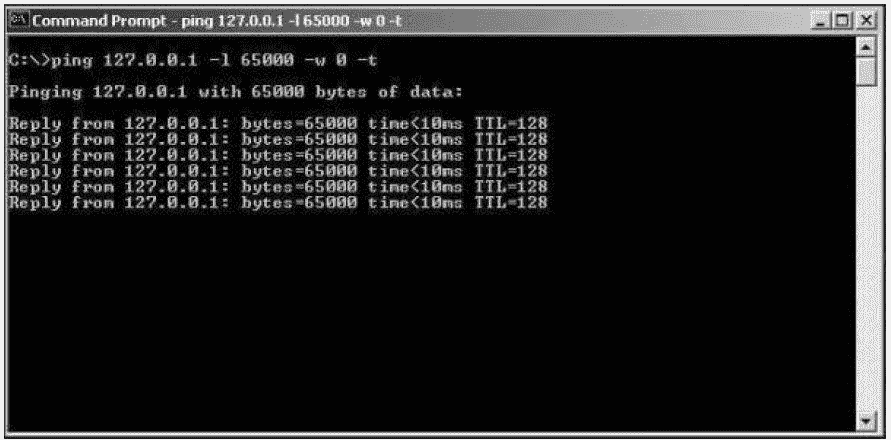 Command Prompt - ping 127.0.0.1 -l 65000 -w 0 -t
C:\>ping 127.0.0.1 -l 65000 -w 0 -t
Pinging 127.0.0.1 with 65000 bytes of data:
Reply from 127.0.0.1: bytes=65000 time<10ms TTL=128
Reply from 127.0.0.1: bytes=65000 time<10ms TTL=128
Reply from 127.0.0.1: bytes=65000 time<10ms TTL=128
Reply from 127.0.0.1: bytes=65000 time<10ms TTL=128
Reply from 127.0.0.1: bytes=65000 time<10ms TTL=128
Reply from 127.0.0.1: bytes=65000 time<10ms TTL=128